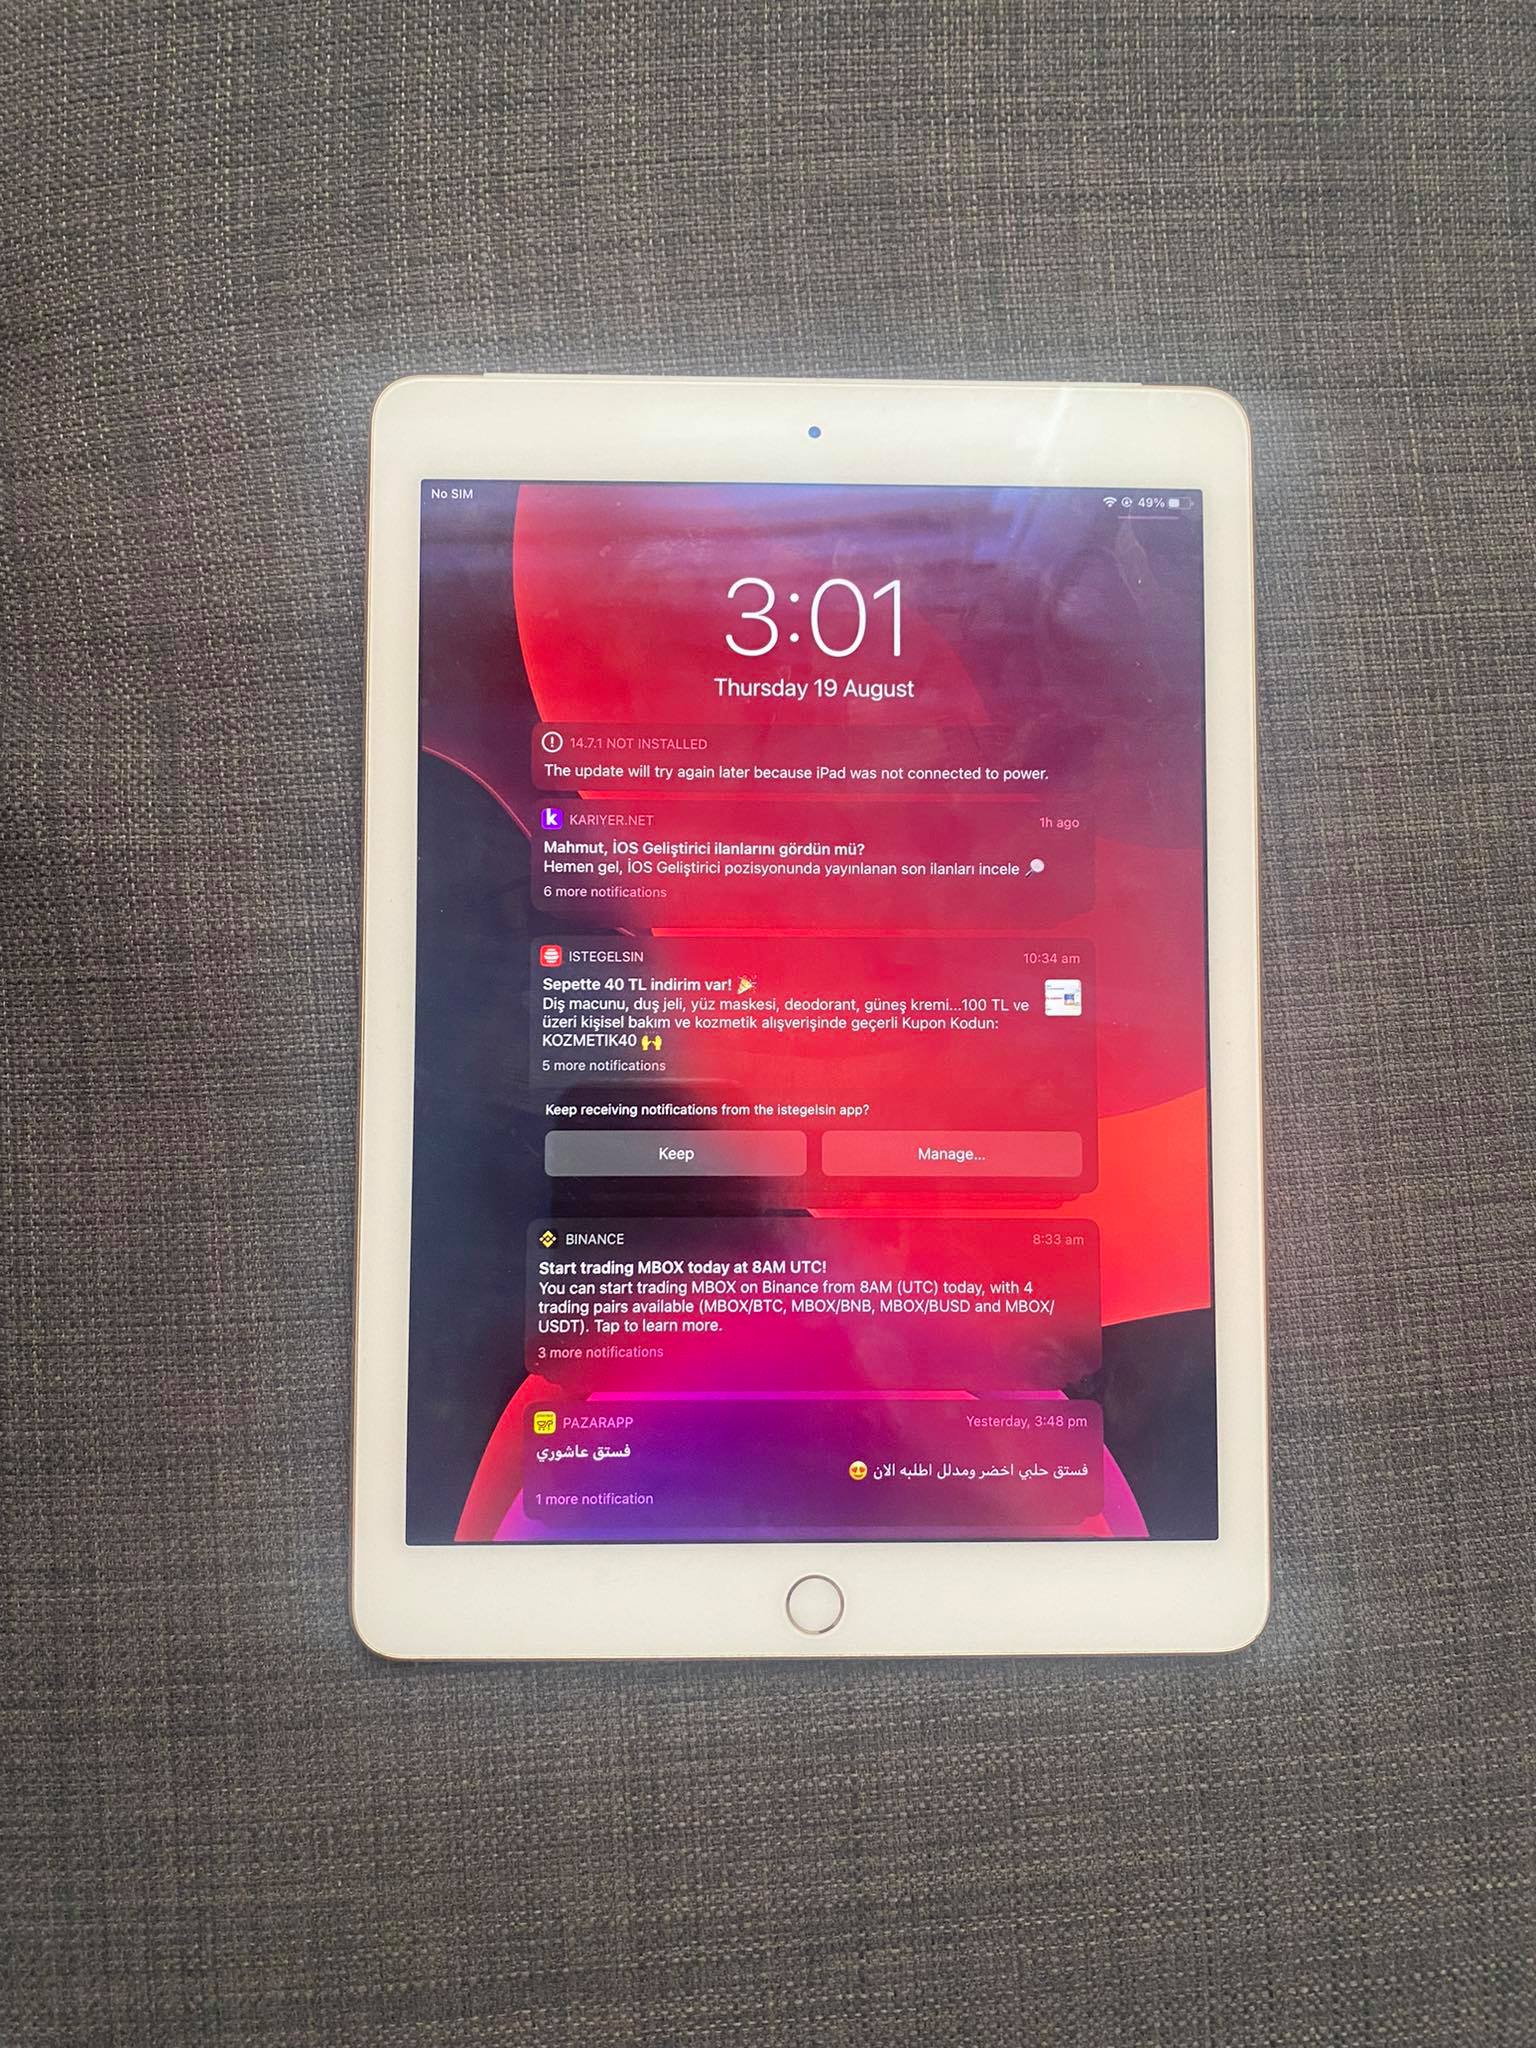 No SIM
49%
3:01
Thursday 19 August
14.7.1 NOT INSTALLED
The update will try again later because iPad was not connected to power.
KARIYER.NET
1h ago
Mahmut, İOS Geliştirici ilanlarını gördün mü?
Hemen gel, İOS Geliştirici pozisyonunda yayınlanan son ilanları incele 🔎
6 more notifications
ISTEGELSIN
10:34 am
Sepette 40 TL indirim var! 🎉
Diş macunu, duş jeli, yüz maskesi, deodorant, güneş kremi...100 TL ve
üzeri kişisel bakım ve kozmetik alışverişinde geçerli Kupon Kodun:
KOZMETIK40 🙌
5 more notifications
Keep receiving notifications from the istegelsin app?
Keep
Manage...
BINANCE
8:33 am
Start trading MBOX today at 8AM UTC!
You can start trading MBOX on Binance from 8AM (UTC) today, with 4
trading pairs available (MBOX/BTC, MBOX/BNB, MBOX/BUSD and MBOX/
USDT). Tap to learn more.
3 more notifications
PAZARAPP
Yesterday, 3:48 pm
فستق عاشوري
فستق حلبي اخضر ومدلل اطلبه الان 😍
1 more notification